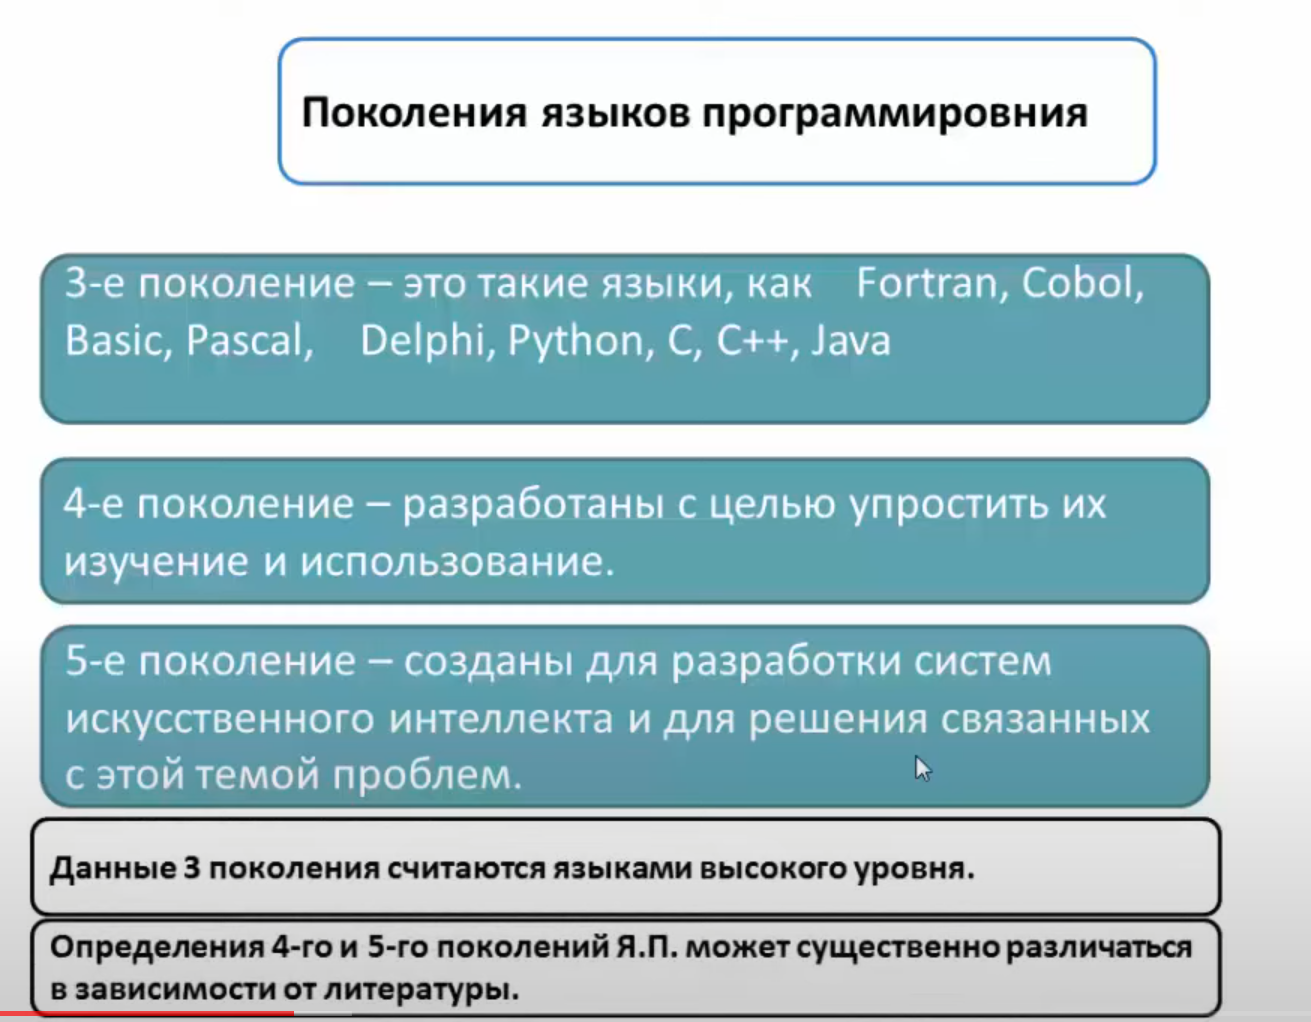 Поколения языков программировния
3-е поколение – это такие языки, как Fortran, Cobol,
Basic, Pascal, Delphi, Python, C, C++, Java
4-е поколение – разработаны с целью упростить их
изучение и использование.
5-е поколение – созданы для разработки систем
искусственного интеллекта и для решения связанных
с этой темой проблем.
Данные 3 поколения считаются языками высокого уровня.
Определения 4-го и 5-го поколений Я.П. может существенно различаться
в зависимости от литературы.